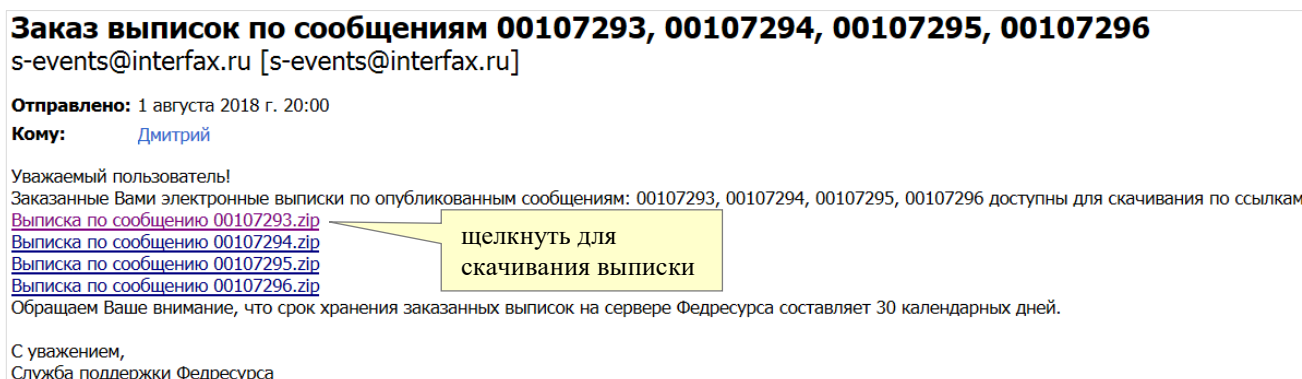 Заказ выписок по сообщениям 00107293, 00107294, 00107295, 00107296
s-events@interfax.ru [s-events@interfax.ru]
Отправлено: 1 августа 2018 г. 20:00
Кому: Дмитрий
Уважаемый пользователь!
Заказанные Вами электронные выписки по опубликованным сообщениям: 00107293, 00107294, 00107295, 00107296 доступны для скачивания по ссылкам
Выписка по сообщению 00107293.zip
Выписка по сообщению 00107294.zip
Выписка по сообщению 00107295.zip
Выписка по сообщению 00107296.zip
щелкнуть для
скачивания выписки
Обращаем Ваше внимание, что срок хранения заказанных выписок на сервере Федресурса составляет 30 календарных дней.
С уважением,
Служба поддержки Федресурса